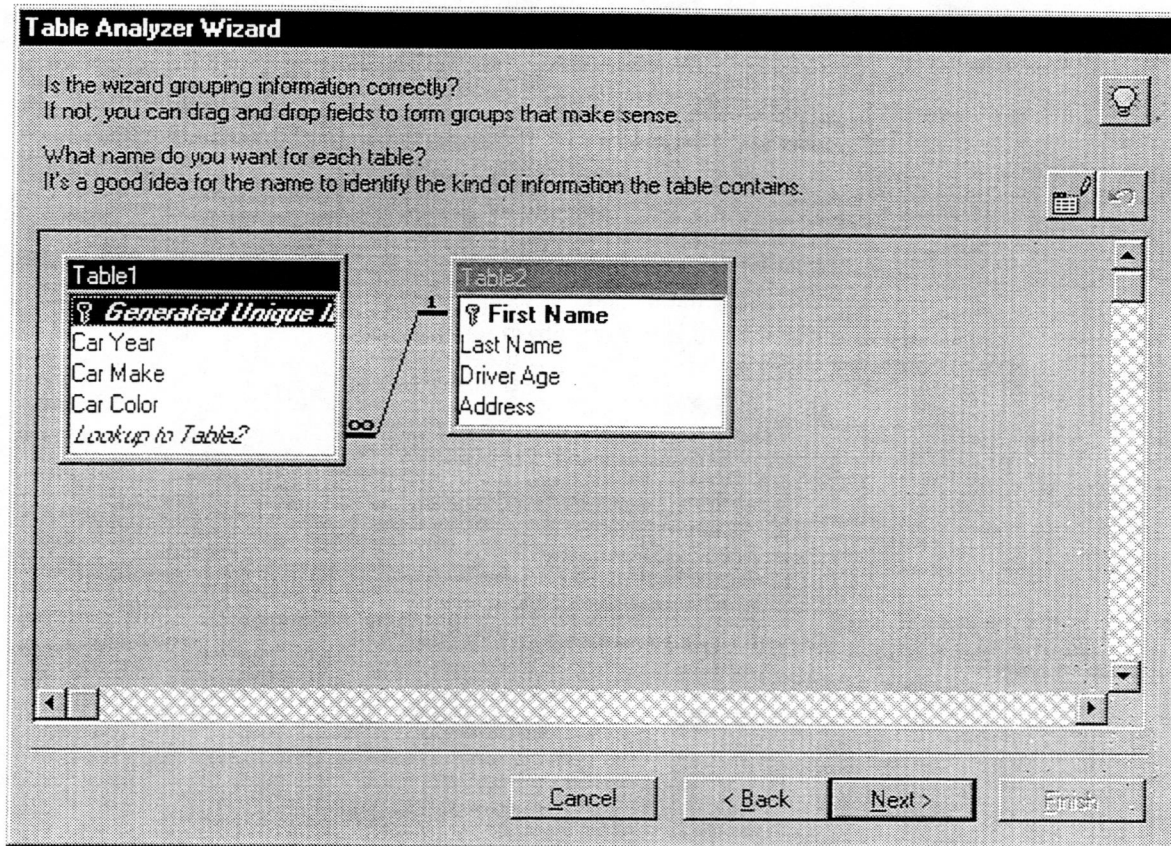 Table Analyzer Wizard
Is the wizard grouping information correctly?
If not, you can drag and drop fields to form groups that make sense.
What name do you want for each table?
It's a good idea for the name to identify the kind of information the table contains.
Table1
Generated Unique
Car Year
Car Make
Car Color
Lookup to Table2
1
∞
Table2
First Name
Last Name
Driver Age
Address
Cancel
< Back
Next >
Finish